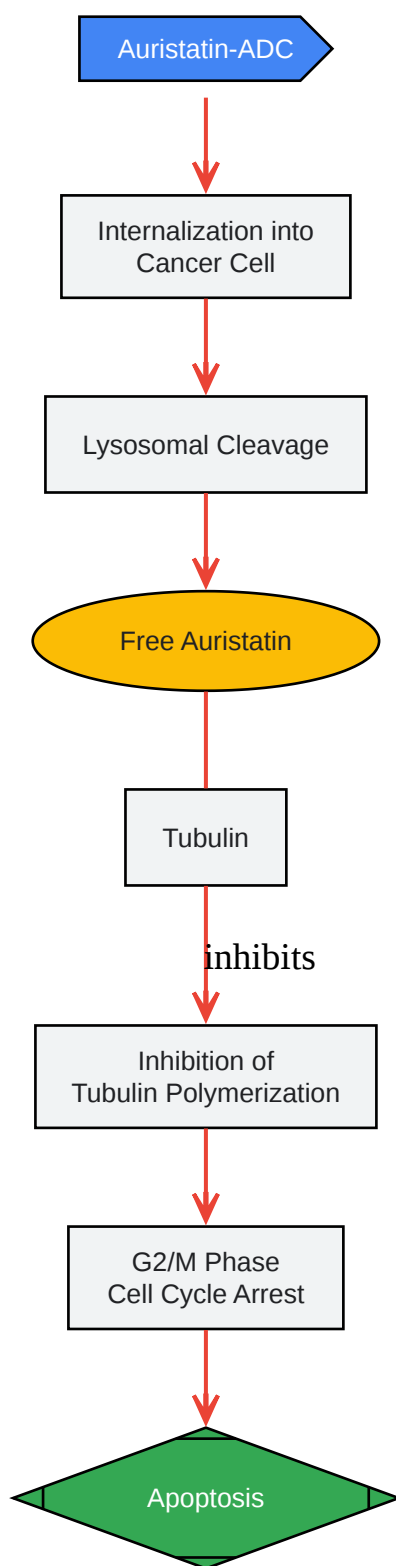 Auristatin-ADC
Internalization into
Cancer Cell
Lysosomal Cleavage
Free Auristatin
Tubulin
inhibits
Inhibition of
Tubulin Polymerization
G2/M Phase
Cell Cycle Arrest
Apoptosis